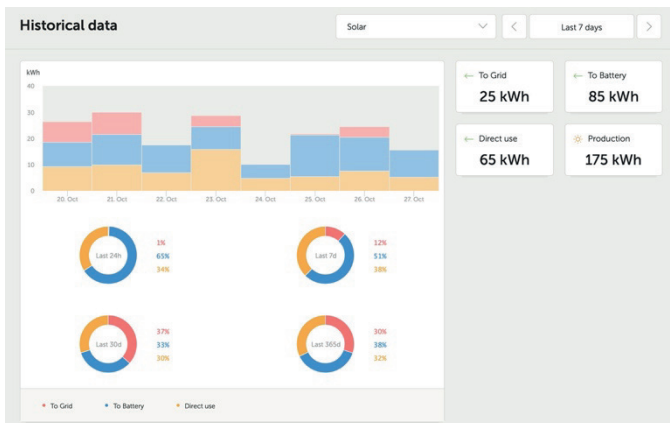 Historical data
Solar
Last 7 days
kWh
40
30
20
10
0
20. Oct 21. Oct 22. Oct 23. Oct 24. Oct 25. Oct 26. Oct 27. Oct
Last 24h
1%
65%
34%
Last 7d
12%
51%
38%
Last 30d
37%
33%
30%
Last 365d
30%
38%
32%
To Grid To Battery Direct use
To Grid
25 kWh
To Battery
85 kWh
Direct use
65 kWh
Production
175 kWh